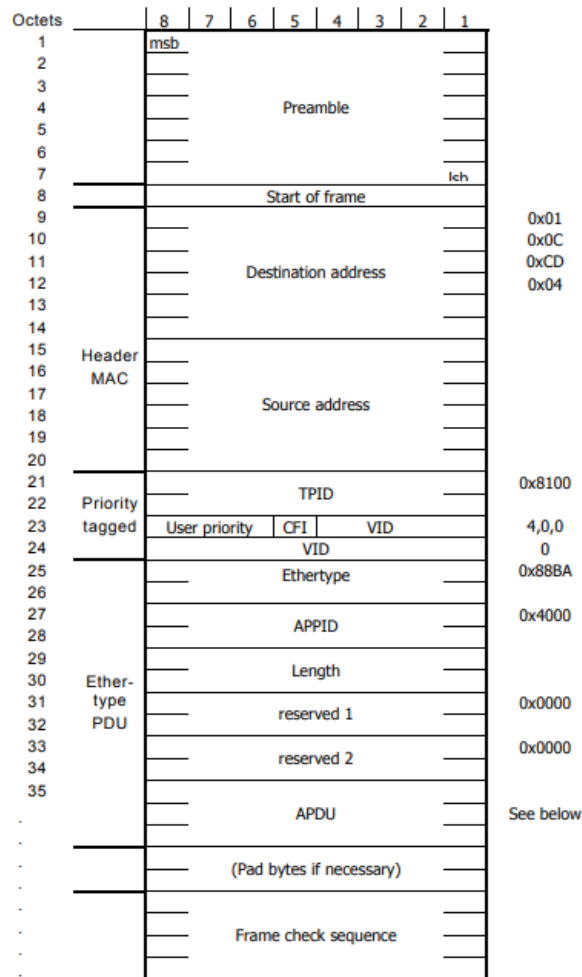 Octets 8 7 6 5 4 3 2 1
1 msb
2
3
4 Preamble
5
6
7 lsb
8 Start of frame
9 0x01
10 0x0C
11 Destination address 0xCD
12 0x04
13
14
15 Header
16 MAC
17 Source address
18
19
20
21 TPID 0x8100
22 Priority
23 tagged User priority CFI VID 4,0,0
24 VID 0
25 Ethertype 0x88BA
26
27 APPID 0x4000
28
29 Length
30 Ether-
31 type reserved 1 0x0000
32 PDU
33 reserved 2 0x0000
34
35
. APDU See below
.
. (Pad bytes if necessary)
.
.
. Frame check sequence
.
.